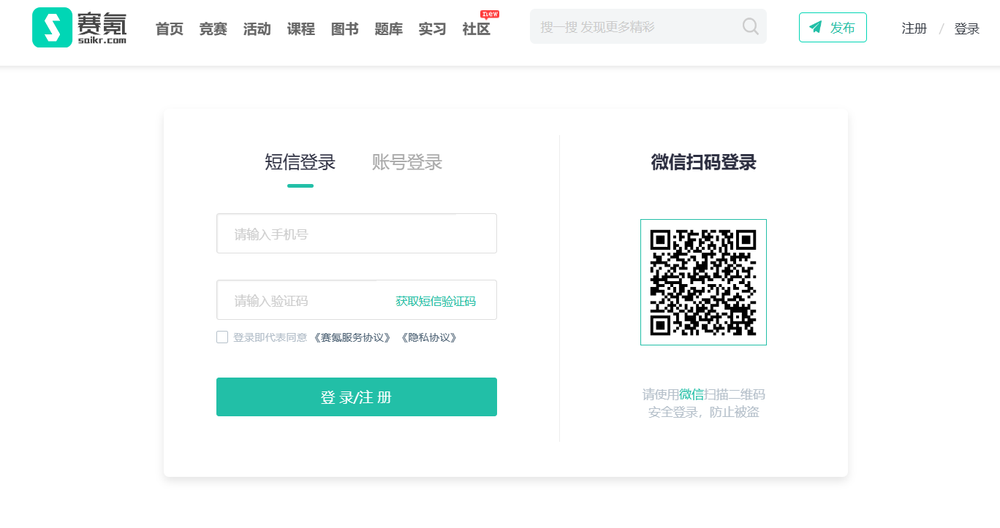 赛氪
saikr.com
首页 竞赛 活动 课程 图书 题库 实习 社区 new
搜一搜 发现更多精彩
发布
注册 / 登录
短信登录 账号登录
请输入手机号
请输入验证码 获取短信验证码
登录即代表同意 《赛氪服务协议》 《隐私协议》
登 录/注 册
微信扫码登录
请使用微信扫描二维码
安全登录，防止被盗